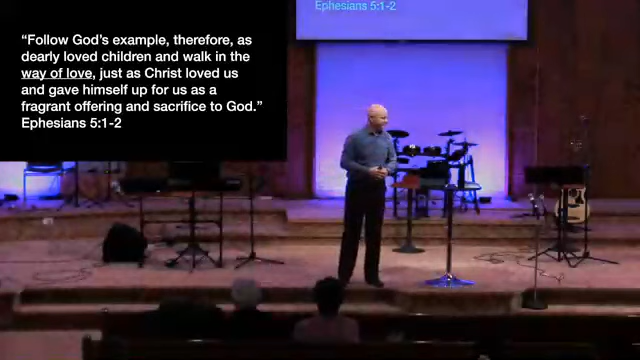 “Follow God’s example, therefore, as
dearly loved children and walk in the
way of love, just as Christ loved us
and gave himself up for us as a
fragrant offering and sacrifice to God.”
Ephesians 5:1-2
Ephesians 5:1-2